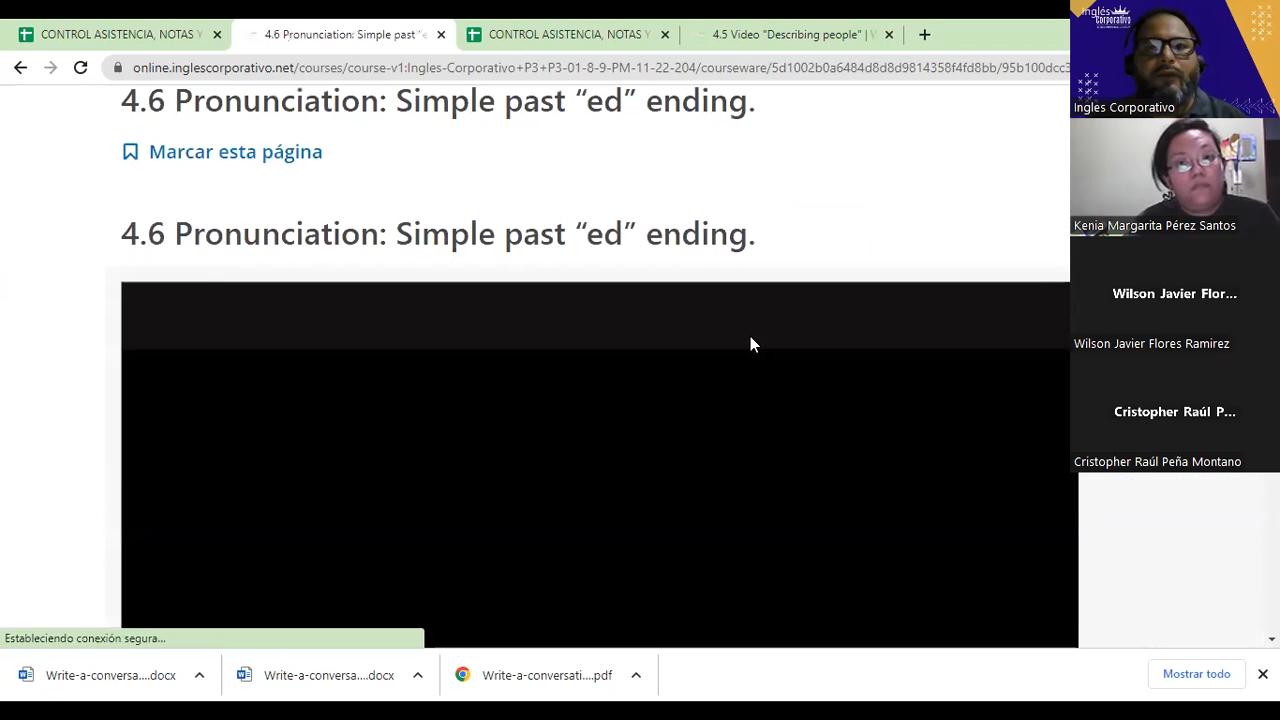 CONTROL ASISTENCIA, NOTAS Y
4.6 Pronunciation: Simple past “e
CONTROL ASISTENCIA, NOTAS Y
4.5 Video "Describing people" | V
online.inglescorporativo.net/courses/course-v1:Ingles-Corporativo+P3+P3-01-8-9-PM-11-22-204/courseware/5d1002b0a6484d8d8d9814358f4fd8bb/95b100dcc3
4.6 Pronunciation: Simple past “ed” ending.
Marcar esta página
4.6 Pronunciation: Simple past “ed” ending.
Inglés
Corporativo
Ingles Corporativo
Kenia Margarita Pérez Santos
Wilson Javier Flor...
Wilson Javier Flores Ramirez
Cristopher Raúl P...
Cristopher Raúl Peña Montano
Estableciendo conexión segura...
Write-a-conversa....docx
Write-a-conversa....docx
Write-a-conversati....pdf
Mostrar todo